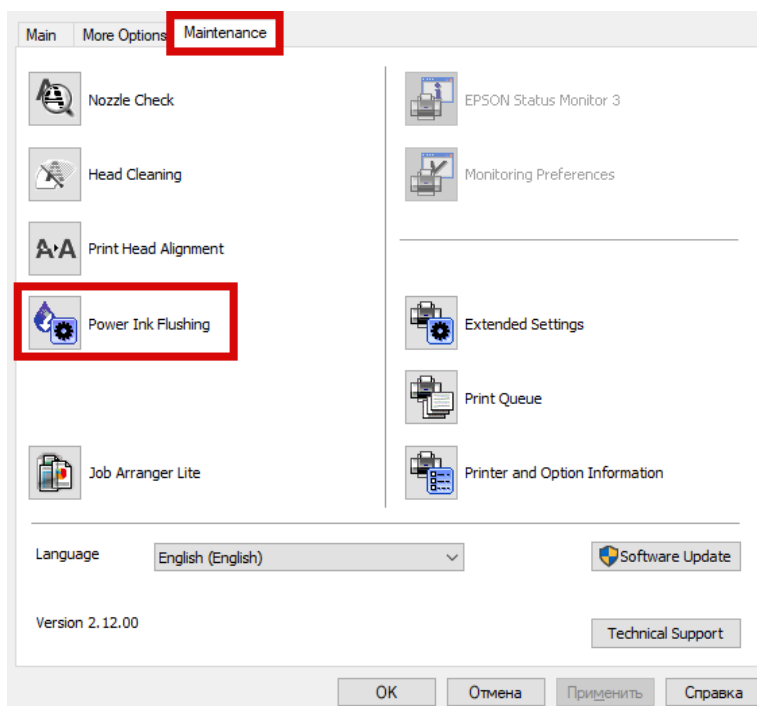 Main
More Options
Maintenance
Nozzle Check
EPSON Status Monitor 3
Head Cleaning
Monitoring Preferences
Print Head Alignment
Power Ink Flushing
Extended Settings
Print Queue
Job Arranger Lite
Printer and Option Information
Language
English (English)
Software Update
Version 2.12.00
Technical Support
OK
Отмена
Применить
Справка